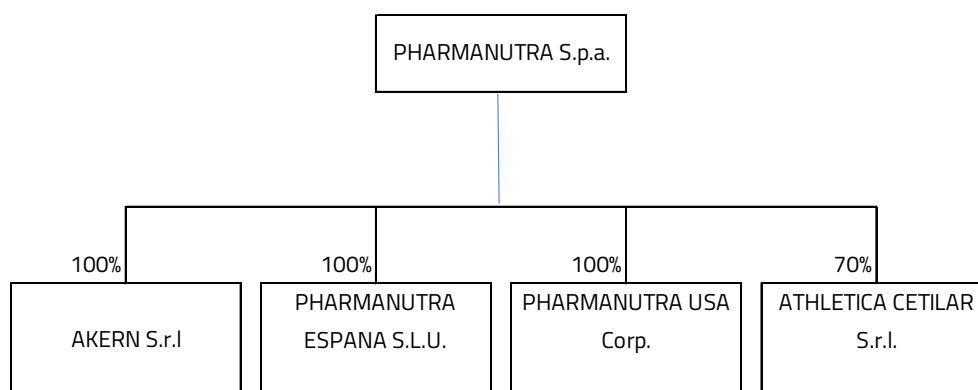 PHARMANUTRA S.p.a.
100%
100%
100%
70%
AKERN S.r.l
PHARMANUTRA
ESPANA S.L.U.
PHARMANUTRA USA
Corp.
ATHLETICA CETILAR
S.r.l.